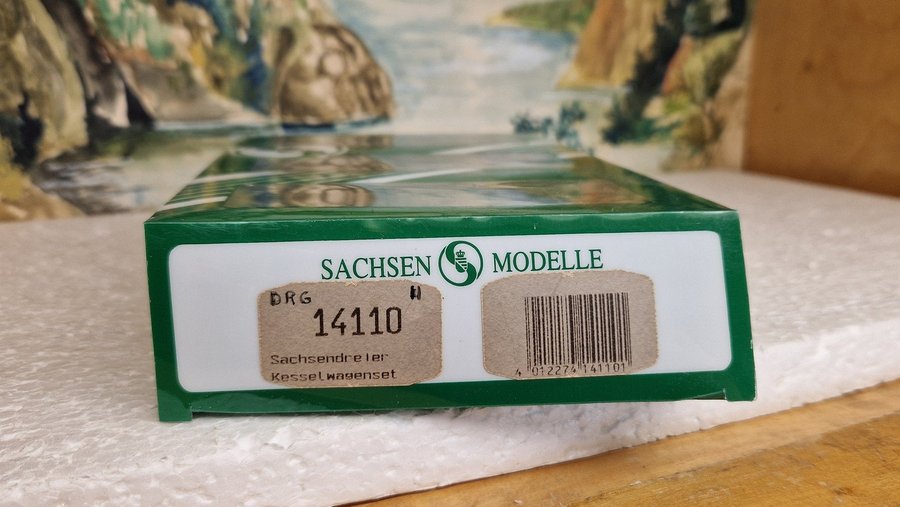 SACHSEN MODELLE
DRG
14110
Sachsendreier
Kesselwagenset
4 012274 141101